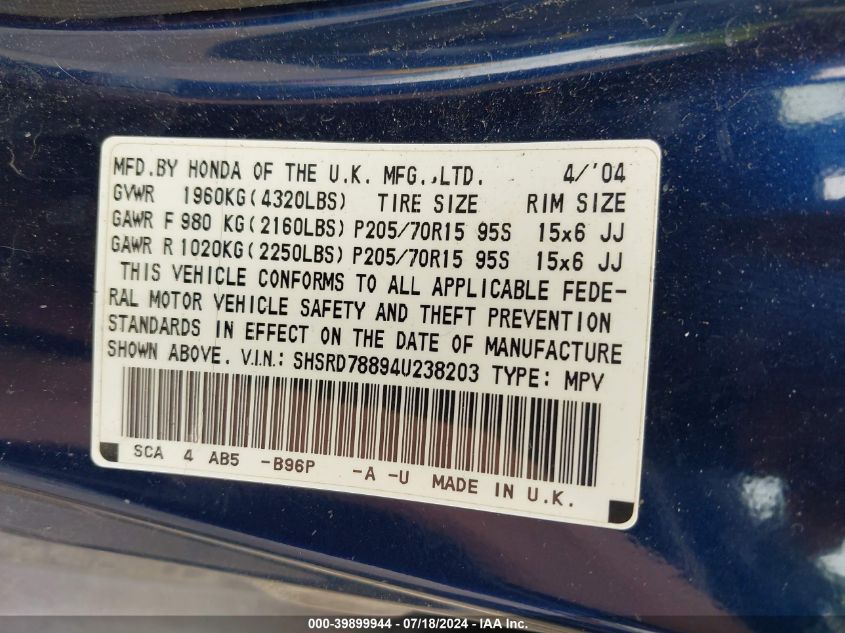 MFD.BY HONDA OF THE U.K. MFG.,LTD. 4/'04
GVWR 1960KG(4320LBS) TIRE SIZE RIM SIZE
GAWR F 980 KG(2160LBS) P205/70R15 95S 15x6 JJ
GAWR R 1020KG(2250LBS) P205/70R15 95S 15x6 JJ
THIS VEHICLE CONFORMS TO ALL APPLICABLE FEDE-
RAL MOTOR VEHICLE SAFETY AND THEFT PREVENTION
STANDARDS IN EFFECT ON THE DATE OF MANUFACTURE
SHOWN ABOVE. V.I.N.: SHSRD78894U238203 TYPE: MPV
SCA 4 AB5 -B96P -A -U MADE IN U.K.
000-39899944 / 07/18/2024 - IAA Inc.